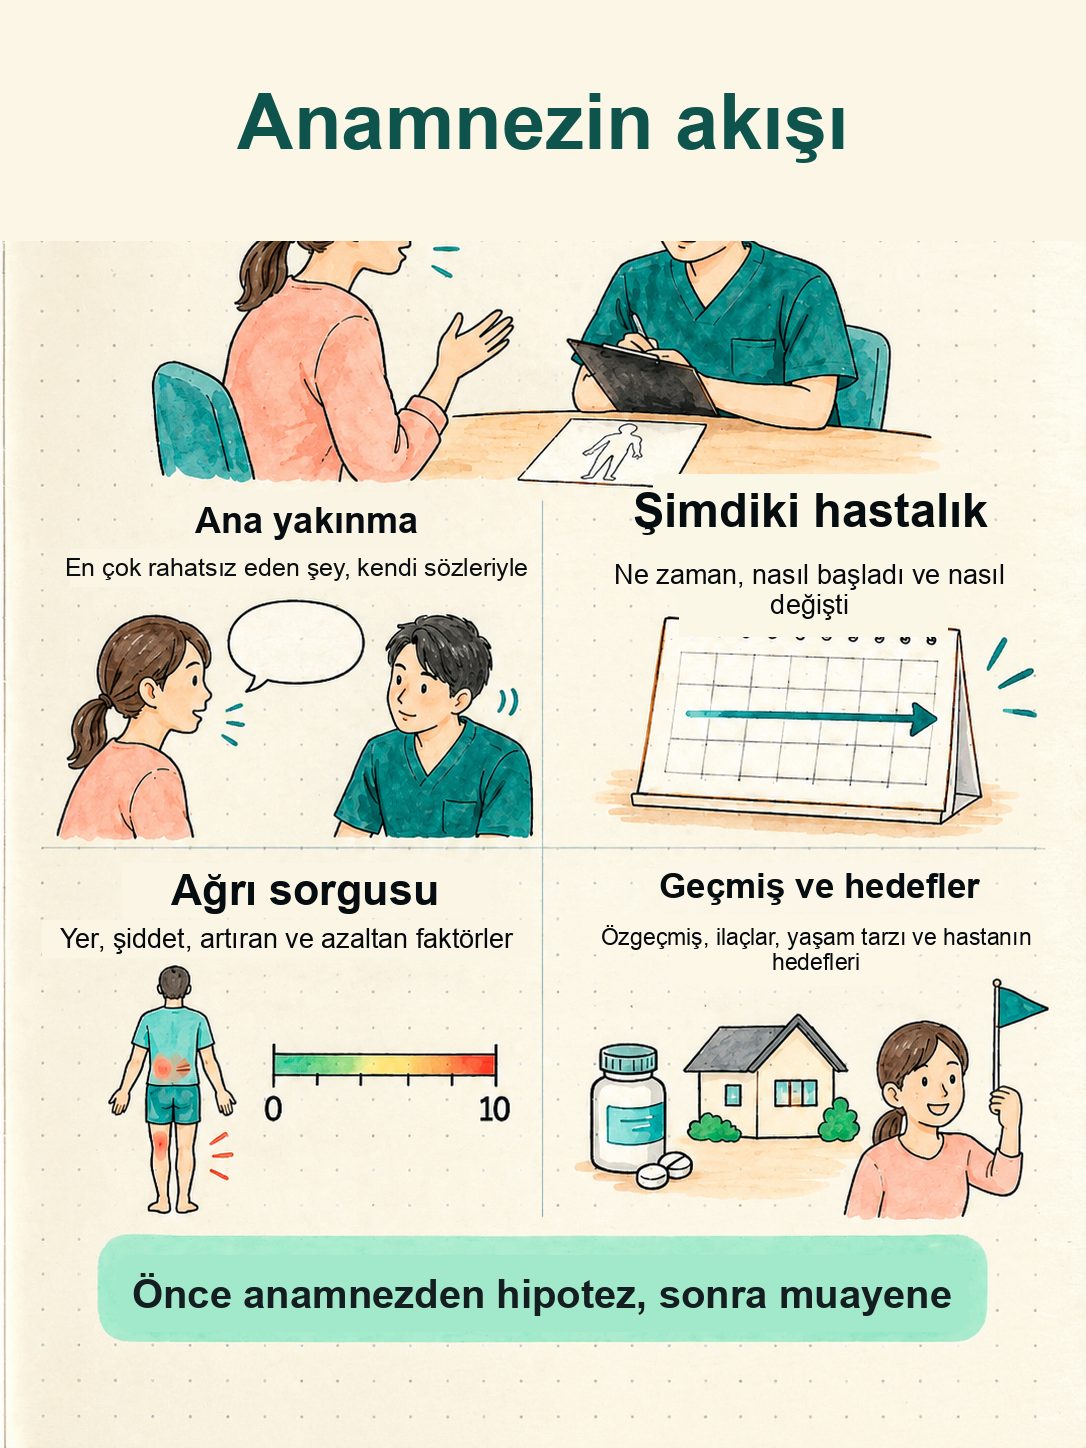 Anamnezin akışı
Ana yakınma
En çok rahatsız eden şey, kendi sözleriyle
Şimdiki hastalık
Ne zaman, nasıl başladı ve nasıl
değişti
Ağrı sorgusu
Yer, şiddet, artıran ve azaltan faktörler
0
10
Geçmiş ve hedefler
Özgeçmiş, ilaçlar, yaşam tarzı ve hastanın
hedefleri
Önce anamnezden hipotez, sonra muayene